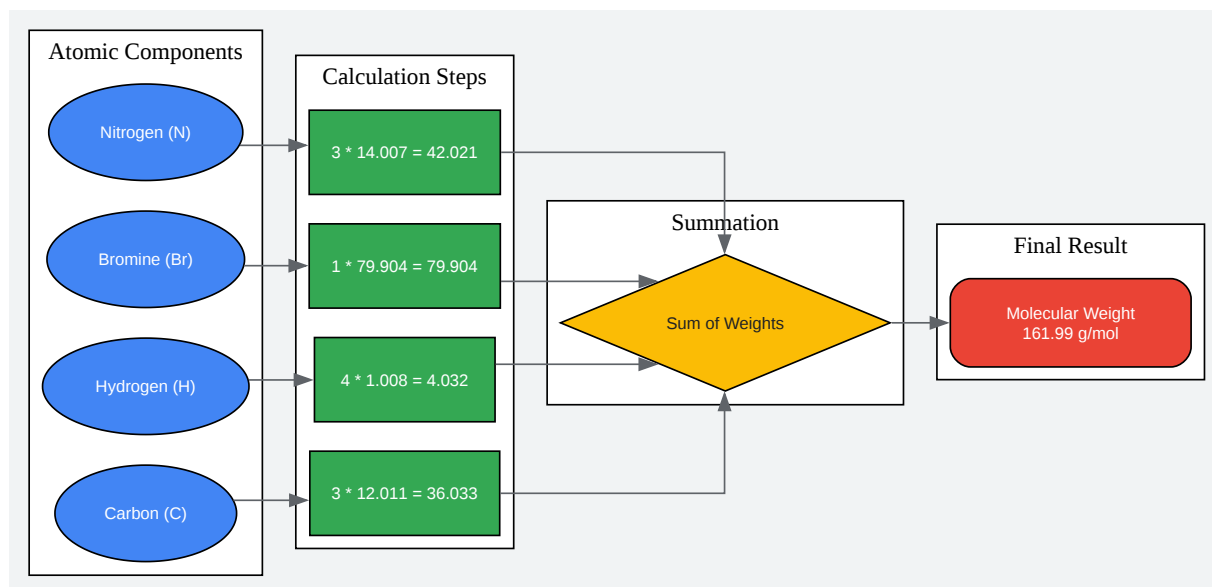 Atomic Components
Nitrogen (N)
Bromine (Br)
Hydrogen (H)
Carbon (C)
Calculation Steps
3 * 14.007 = 42.021
1 * 79.904 = 79.904
4 * 1.008 = 4.032
3 * 12.011 = 36.033
Summation
Sum of Weights
Final Result
Molecular Weight
161.99 g/mol